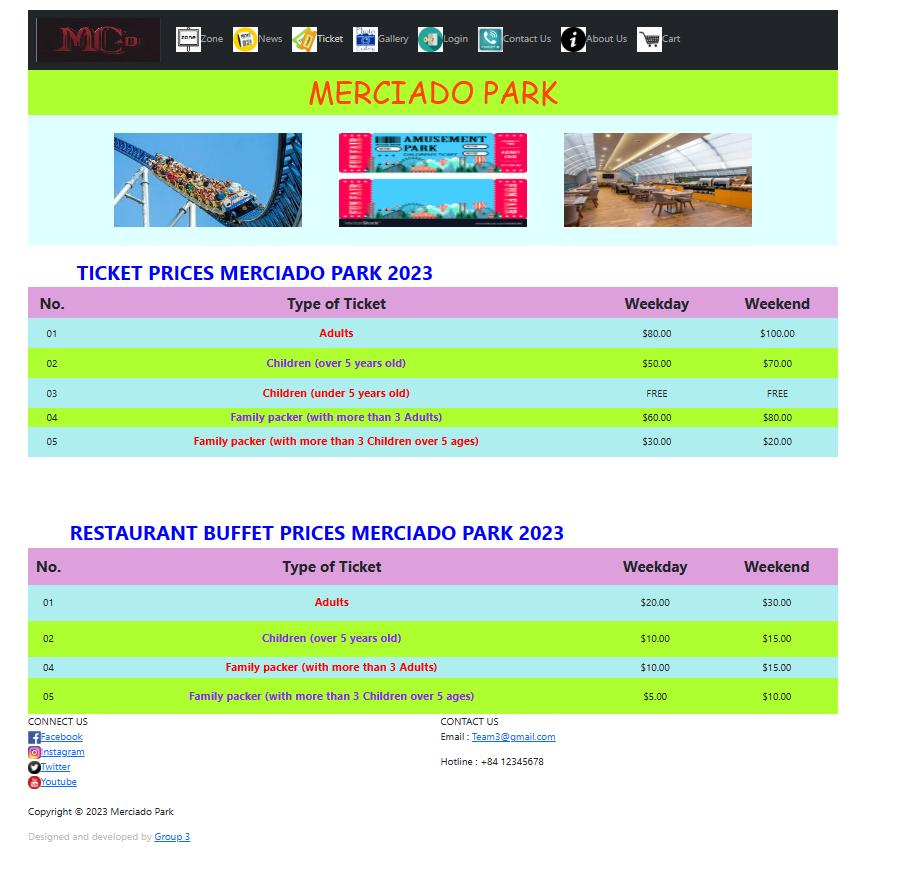 MCD
zone Zone News Ticket Gallery Login Contact Us About Us Cart
MERCIADO PARK
AMUSEMENT
PARK
TICKET PRICES MERCIADO PARK 2023
No. Type of Ticket Weekday Weekend
01 Adults $80.00 $100.00
02 Children (over 5 years old) $50.00 $70.00
03 Children (under 5 years old) FREE FREE
04 Family packer (with more than 3 Adults) $60.00 $80.00
05 Family packer (with more than 3 Children over 5 ages) $30.00 $20.00
RESTAURANT BUFFET PRICES MERCIADO PARK 2023
No. Type of Ticket Weekday Weekend
01 Adults $20.00 $30.00
02 Children (over 5 years old) $10.00 $15.00
04 Family packer (with more than 3 Adults) $10.00 $15.00
05 Family packer (with more than 3 Children over 5 ages) $5.00 $10.00
CONNECT US
Facebook
Instagram
Twitter
Youtube
CONTACT US
Email : Team3@gmail.com
Hotline : +84 12345678
Copyright © 2023 Merciado Park
Designed and developed by Group 3